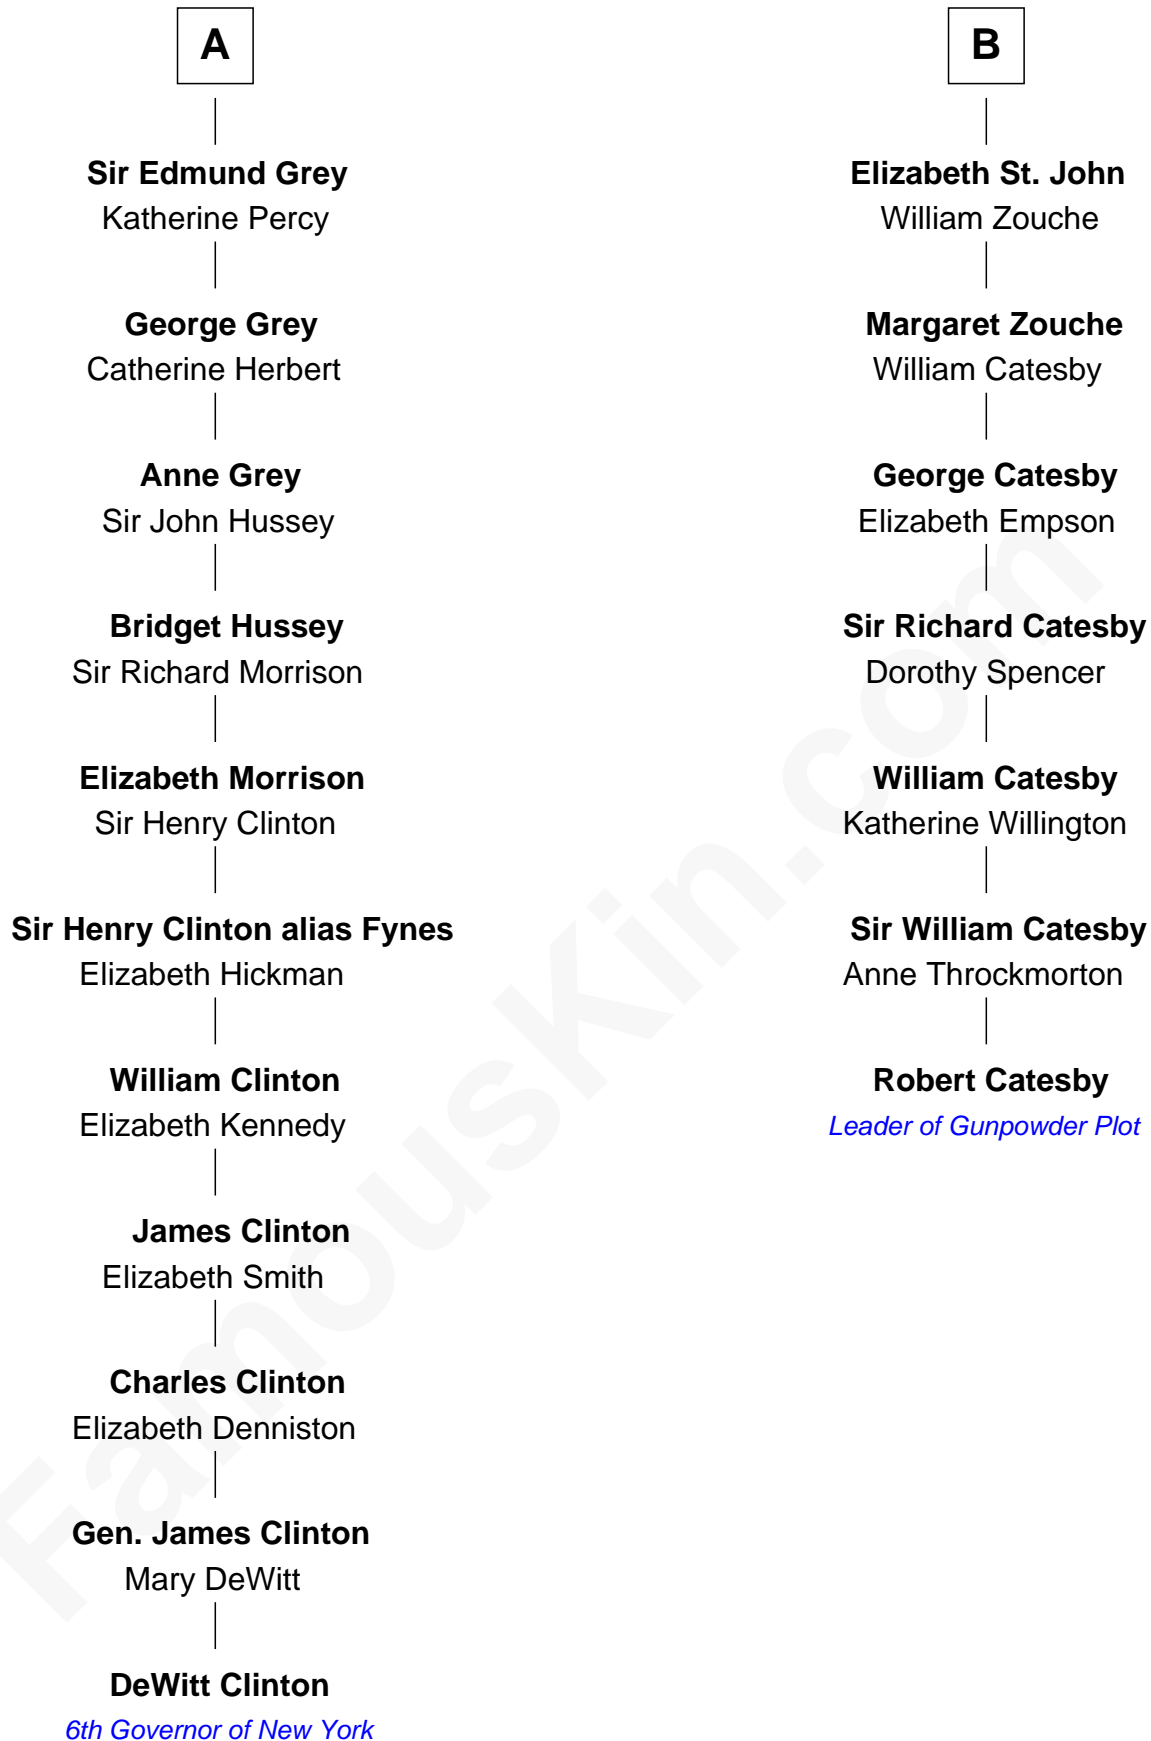 A
Sir Edmund Grey
Katherine Percy
George Grey
Catherine Herbert
Anne Grey
Sir John Hussey
Bridget Hussey
Sir Richard Morrison
Elizabeth Morrison
Sir Henry Clinton
Sir Henry Clinton alias Fynes
Elizabeth Hickman
William Clinton
Elizabeth Kennedy
James Clinton
Elizabeth Smith
Charles Clinton
Elizabeth Denniston
Gen. James Clinton
Mary DeWitt
DeWitt Clinton
6th Governor of New York
B
Elizabeth St. John
William Zouche
Margaret Zouche
William Catesby
George Catesby
Elizabeth Empson
Sir Richard Catesby
Dorothy Spencer
William Catesby
Katherine Willington
Sir William Catesby
Anne Throckmorton
Robert Catesby
Leader of Gunpowder Plot
FamousKin.com